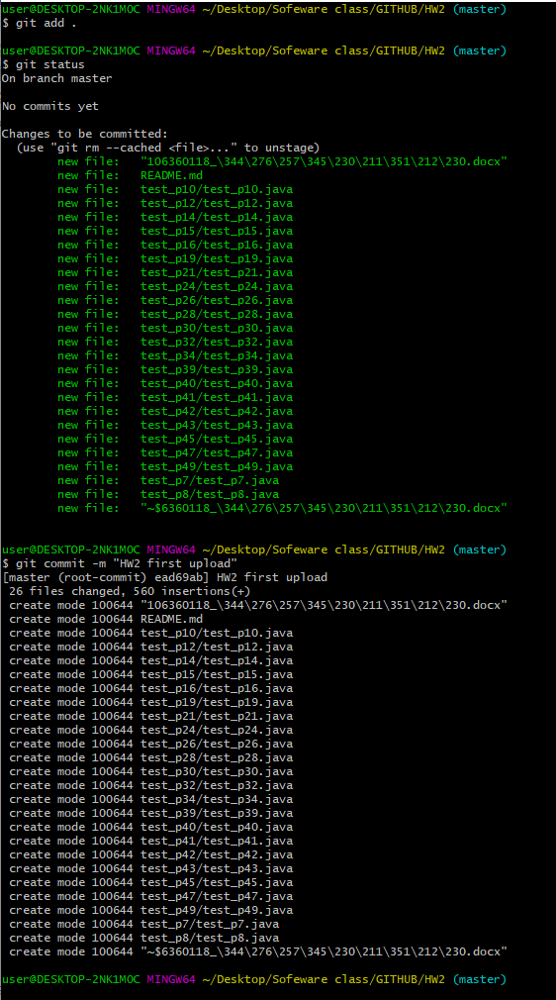 user@DESKTOP-2NK1MOC MINGW64 ~/Desktop/Sofeware class/GITHUB/HW2 (master)
$ git add .
user@DESKTOP-2NK1MOC MINGW64 ~/Desktop/Sofeware class/GITHUB/HW2 (master)
$ git status
On branch master
No commits yet
Changes to be committed:
  (use "git rm --cached <file>..." to unstage)
        new file:   "106360118_\344\276\257\345\230\211\351\212\230.docx"
        new file:   README.md
        new file:   test_p10/test_p10.java
        new file:   test_p12/test_p12.java
        new file:   test_p14/test_p14.java
        new file:   test_p15/test_p15.java
        new file:   test_p16/test_p16.java
        new file:   test_p19/test_p19.java
        new file:   test_p21/test_p21.java
        new file:   test_p24/test_p24.java
        new file:   test_p26/test_p26.java
        new file:   test_p28/test_p28.java
        new file:   test_p30/test_p30.java
        new file:   test_p32/test_p32.java
        new file:   test_p34/test_p34.java
        new file:   test_p39/test_p39.java
        new file:   test_p40/test_p40.java
        new file:   test_p41/test_p41.java
        new file:   test_p42/test_p42.java
        new file:   test_p43/test_p43.java
        new file:   test_p45/test_p45.java
        new file:   test_p47/test_p47.java
        new file:   test_p49/test_p49.java
        new file:   test_p7/test_p7.java
        new file:   test_p8/test_p8.java
        new file:   "~$6360118_\344\276\257\345\230\211\351\212\230.docx"
user@DESKTOP-2NK1MOC MINGW64 ~/Desktop/Sofeware class/GITHUB/HW2 (master)
$ git commit -m "HW2 first upload"
[master (root-commit) ead69ab] HW2 first upload
 26 files changed, 560 insertions(+)
 create mode 100644 "106360118_\344\276\257\345\230\211\351\212\230.docx"
 create mode 100644 README.md
 create mode 100644 test_p10/test_p10.java
 create mode 100644 test_p12/test_p12.java
 create mode 100644 test_p14/test_p14.java
 create mode 100644 test_p15/test_p15.java
 create mode 100644 test_p16/test_p16.java
 create mode 100644 test_p19/test_p19.java
 create mode 100644 test_p21/test_p21.java
 create mode 100644 test_p24/test_p24.java
 create mode 100644 test_p26/test_p26.java
 create mode 100644 test_p28/test_p28.java
 create mode 100644 test_p30/test_p30.java
 create mode 100644 test_p32/test_p32.java
 create mode 100644 test_p34/test_p34.java
 create mode 100644 test_p39/test_p39.java
 create mode 100644 test_p40/test_p40.java
 create mode 100644 test_p41/test_p41.java
 create mode 100644 test_p42/test_p42.java
 create mode 100644 test_p43/test_p43.java
 create mode 100644 test_p45/test_p45.java
 create mode 100644 test_p47/test_p47.java
 create mode 100644 test_p49/test_p49.java
 create mode 100644 test_p7/test_p7.java
 create mode 100644 test_p8/test_p8.java
 create mode 100644 "~$6360118_\344\276\257\345\230\211\351\212\230.docx"
user@DESKTOP-2NK1MOC MINGW64 ~/Desktop/Sofeware class/GITHUB/HW2 (master)